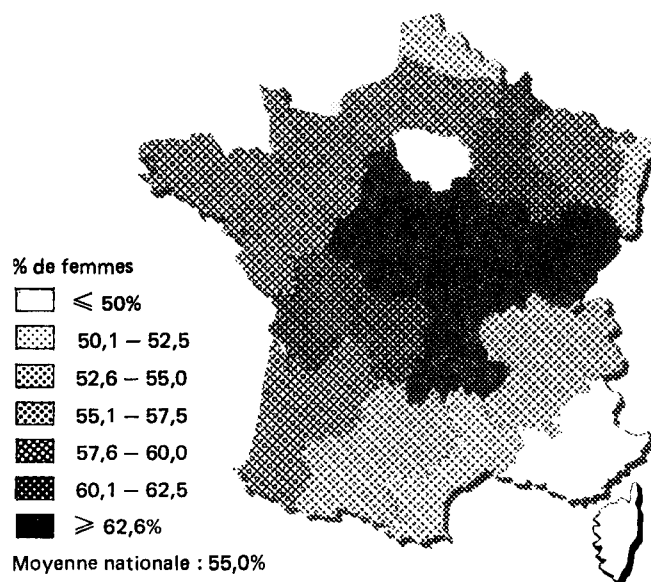 % de femmes
⩽ 50%
50,1 – 52,5
52,6 – 55,0
55,1 – 57,5
57,6 – 60,0
60,1 – 62,5
⩾ 62,6%
Moyenne nationale : 55,0%